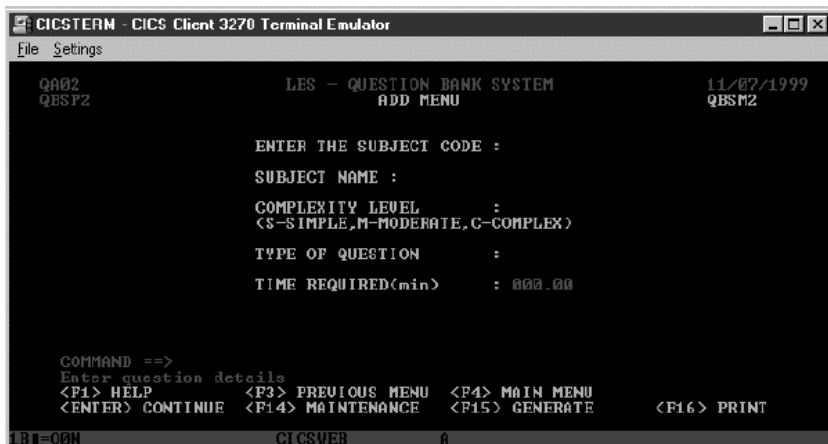 CICSTERM - CICS Client 3270 Terminal Emulator
File Settings
QA02 LES - QUESTION BANK SYSTEM 11/07/1999
QBSP2 ADD MENU QBSM2
ENTER THE SUBJECT CODE :
SUBJECT NAME :
COMPLEXITY LEVEL :
(S-SIMPLE,M-MODERATE,C-COMPLEX)
TYPE OF QUESTION :
TIME REQUIRED(min) : 000.00
COMMAND ==>
Enter question details
<F1> HELP <F3> PREVIOUS MENU <F4> MAIN MENU
<ENTER> CONTINUE <F14> MAINTENANCE <F15> GENERATE <F16> PRINT
CICSWEB A